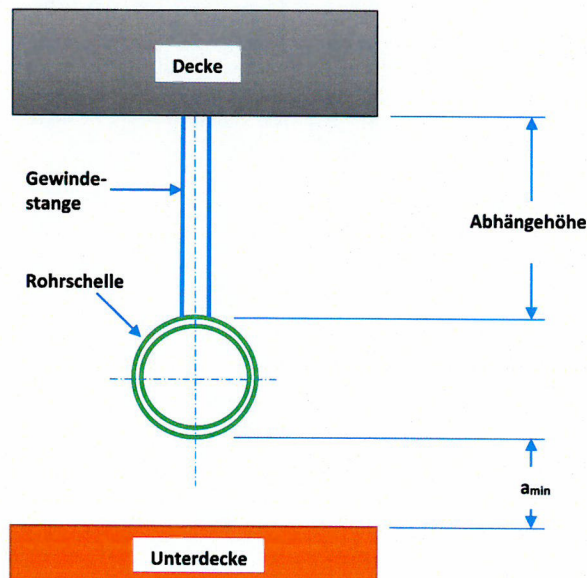 Decke
Gewinde-
stange
Abhängehöhe
Rohrschelle
amin
Unterdecke